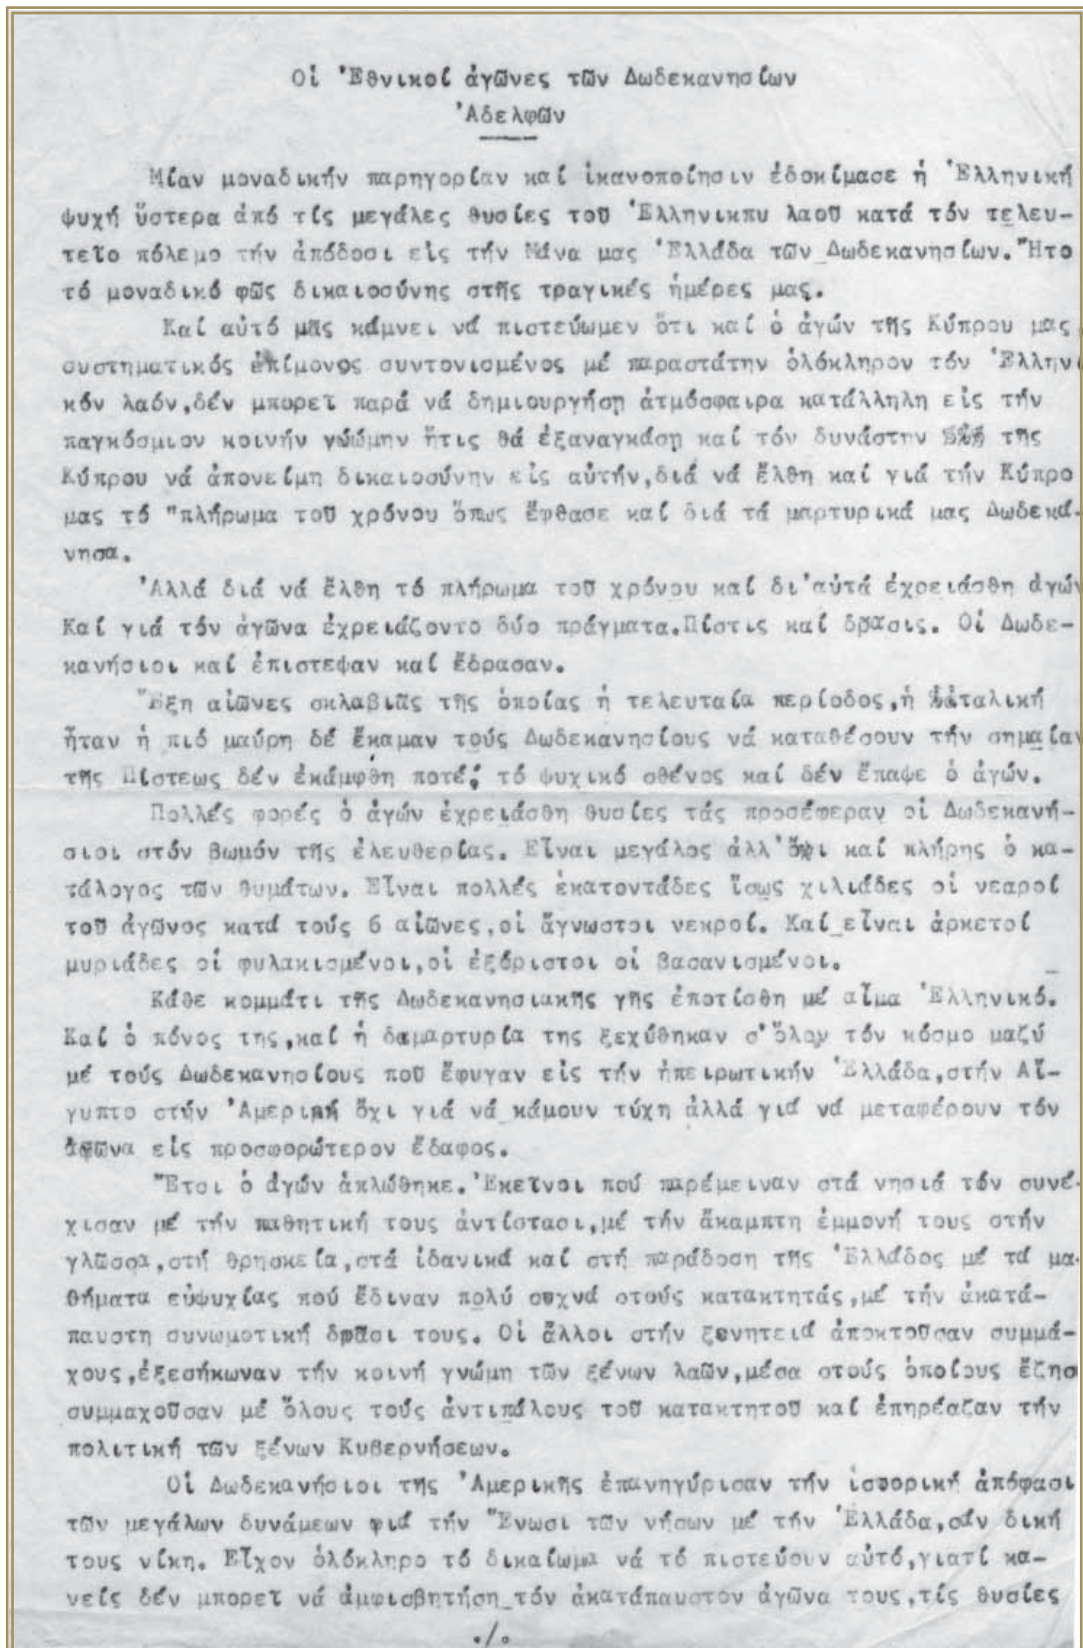 Οἱ Ἐθνικοί ἀγῶνες τῶν Δωδεκανησίων
Ἀδελφῶν
Μίαν μοναδικήν παρηγορίαν καί ἱκανοποίησιν ἐδοκίμασε ἡ Ἑλληνική
ψυχή ὕστερα ἀπό τίς μεγάλες θυσίες τοῦ Ἑλληνικπυ λαοῦ κατά τόν τελευ-
τεῖο πόλεμο τήν ἀπόδοσι εἰς τήν Μάνα μας Ἑλλάδα τῶν Δωδεκανησίων. Ἦτο
τό μοναδικό φῶς δικαιοσύνης στῆς τραγικές ἡμέρες μας.
Καί αὐτό μᾶς κάμνει νά πιστεύωμεν ὅτι καί ὁ ἀγών τῆς Κύπρου μας
συστηματικός ἐπίμονος συντονισμένος μέ παραστάτην ὁλόκληρον τόν Ἑλληνι
κόν λαόν,δέν μπορεῖ παρά νά δημιουργήσῃ ἀτμόσφαιρα κατάλληλη εἰς τήν
παγκόσμιον κοινήν γνώμην ἥτις θά ἐξαναγκάσῃ καί τόν δυνάστην τῆς
Κύπρου νά ἀπονείμη δικαιοσύνην εἰς αὐτήν,διά νά ἔλθη καί γιά τήν Κύπρο
μας τό "πλήρωμα τοῦ χρόνου ὅπως ἔφθασε καί διά τά μαρτυρικά μας Δωδεκά-
νησα.
Ἀλλά διά νά ἔλθη τό πλήρωμα τοῦ χρόνου καί δι'αὐτά ἐχρειάσθη ἀγών
Καί γιά τόν ἀγῶνα ἐχρειάζοντο δύο πράγματα.Πίστις καί δρασις. Οἱ Δωδε-
κανήσιοι καί ἐπιστεψαν καί ἔδρασαν.
Ἕξη αἰῶνες σκλαβιᾶς τῆς ὁποίας ἡ τελευταία περίοδος,ἡ ἰταλική
ἦταν ἡ πιό μαύρη δέ ἔκαμαν τούς Δωδεκανησίους νά καταθέσουν τήν σημαίαν
τῆς Πίστεως δέν ἐκάμφθη ποτέ; τό ψυχικό σθένος καί δέν ἔπαψε ὁ ἀγών.
Πολλές φορές ὁ ἀγών ἐχρειάσθη θυσίες τάς προσέφεραν οἱ Δωδεκανή-
σιοι στόν βωμόν τῆς ἐλευθερίας. Εἶναι μεγάλος ἀλλ'ὄχι καί πλήρης ὁ κα-
τάλογος τῶν θυμάτων. Εἶναι πολλές ἑκατοντάδες ἴσως χιλιάδες οἱ νεαροί
τοῦ ἀγῶνος κατά τούς 6 αἰῶνες,οἱ ἄγνωστοι νεκροί. Καί εἶναι ἀρκετοί
μυριάδες οἱ φυλακισμένοι,οἱ ἐξόριστοι οἱ βασανισμένοι.
Κάθε κομμάτι τῆς Δωδεκανησιακῆς γῆς ἐποτίσθη μέ αἷμα Ἑλληνικό.
Καί ὁ πόνος της,καί ἡ δαμαρτυρία της ξεχύθηκαν σ'ὅλον τόν κόσμο μαζύ
μέ τούς Δωδεκανησίους ποῦ ἔφυγαν εἰς τήν ἠπειρωτικήν Ἑλλάδα,στήν Αἴ-
γυπτο στήν Ἀμερική ὄχι γιά νά κάμουν τύχη ἀλλά γιά νά μεταφέρουν τόν
ἀγῶνα εἰς προσφορώτερον ἔδαφος.
Ἔτσι ὁ ἀγών ἁπλώθηκε. Ἐκεῖνοι πού παρέμειναν στά νησιά τόν συνέ-
χισαν μέ τήν παθητική τους ἀντίστασι,μέ τήν ἄκαμπτη ἐμμονή τους στήν
γλῶσσα,στή θρησκεία,στά ἰδανικά καί στή παράδοση τῆς Ἑλλάδος μέ τά μα-
θήματα εὐψυχίας πού ἔδιναν πολύ συχνά στούς κατακτητάς,μέ τήν ἀκατά-
παυστη συνωμοτική δρᾶσι τους. Οἱ ἄλλοι στήν ξενητειά ἀποκτοῦσαν συμμά-
χους,ἐξεσήκωναν τήν κοινή γνώμη τῶν ξένων λαῶν,μέσα στούς ὁποίους ἔζησ
συμμαχοῦσαν μέ ὅλους τούς ἀντιπάλους τοῦ κατακτητοῦ καί ἐπηρέαζαν τήν
πολιτική τῶν ξένων Κυβερνήσεων.
Οἱ Δωδεκανήσιοι τῆς Ἀμερικῆς ἐπανηγύρισαν τήν ἱστορική ἀπόφασι
τῶν μεγάλων δυνάμεων φιά τήν Ἕνωσι τῶν νήσων μέ τήν Ἑλλάδα,σάν δική
τους νίκη. Εἶχον ὁλόκληρο τό δικαίωμα νά τό πιστεύουν αὐτό,γιατί κα-
νείς δέν μπορεῖ νά ἀμφισβητήση τόν ἀκατάπαυστον ἀγῶνα τους,τίς θυσίες
./.